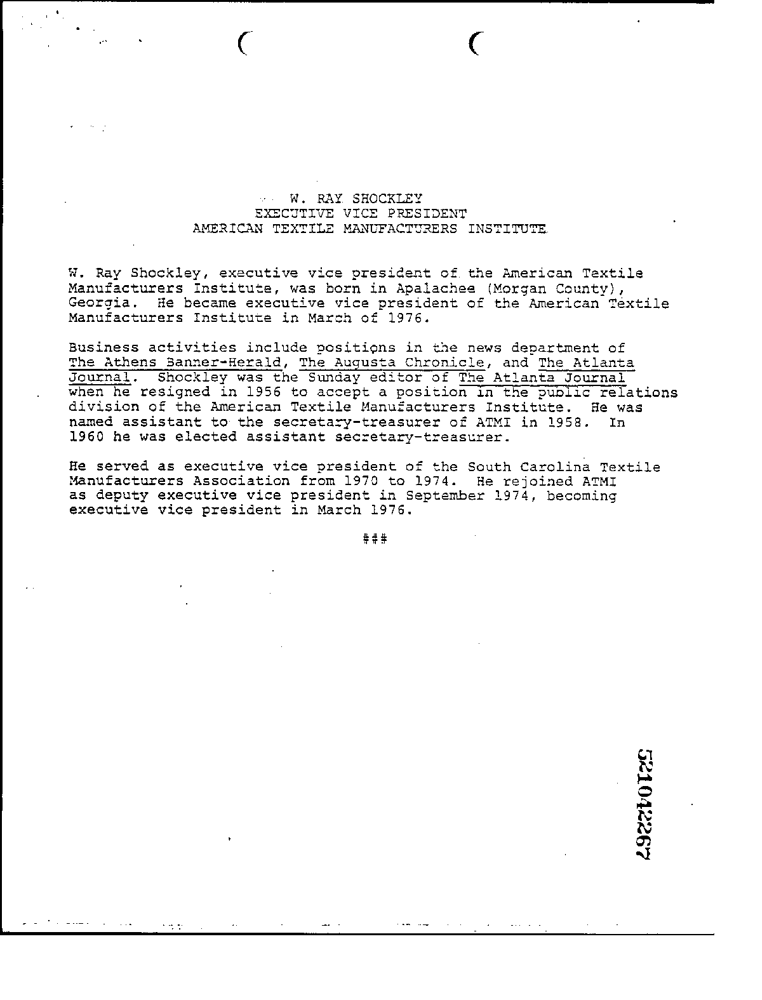 W. RAY SHOCKLEY
EXECUTIVE VICE PRESIDENT
AMERICAN TEXTILE MANUFACTURERS INSTITUTE
W. Ray Shockley, executive vice president of the American Textile
Manufacturers Institute, was born in Apalachee (Morgan County),
Georgia. He became executive vice president of the American Textile
Manufacturers Institute in March of 1976.
Business activities include positions in the news department of
The Athens Banner-Herald, The Augusta Chronicle, and The Atlanta
Journal. Shockley was the Sunday editor of The Atlanta Journal
when he resigned in 1956 to accept a position in the public relations
division of the American Textile Manufacturers Institute. He was
named assistant to the secretary-treasurer of ATMI in 1958. In
1960 he was elected assistant secretary-treasurer.
He served as executive vice president of the South Carolina Textile
Manufacturers Association from 1970 to 1974. He rejoined ATMI
as deputy executive vice president in September 1974, becoming
executive vice president in March 1976.
###
521042267